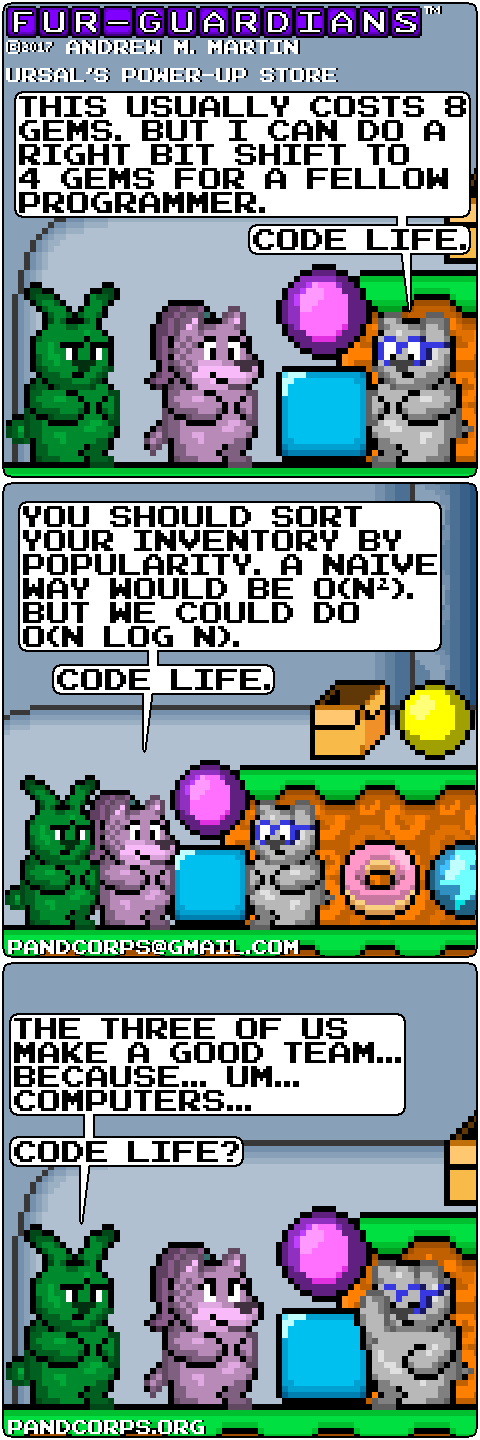 FUR-GUARDIANS™
©2017 ANDREW M. MARTIN
URSAL'S POWER-UP STORE
THIS USUALLY COSTS 8
GEMS. BUT I CAN DO A
RIGHT BIT SHIFT TO
4 GEMS FOR A FELLOW
PROGRAMMER.
CODE LIFE.
YOU SHOULD SORT
YOUR INVENTORY BY
POPULARITY. A NAIVE
WAY WOULD BE O(N²).
BUT WE COULD DO
O(N LOG N).
CODE LIFE.
PANDCORPS@GMAIL.COM
THE THREE OF US
MAKE A GOOD TEAM...
BECAUSE... UM...
COMPUTERS...
CODE LIFE?
PANDCORPS.ORG